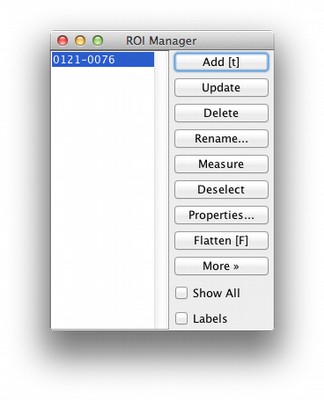 ROI Manager
0121-0076
Add [t]
Update
Delete
Rename...
Measure
Deselect
Properties...
Flatten [F]
More »
Show All
Labels